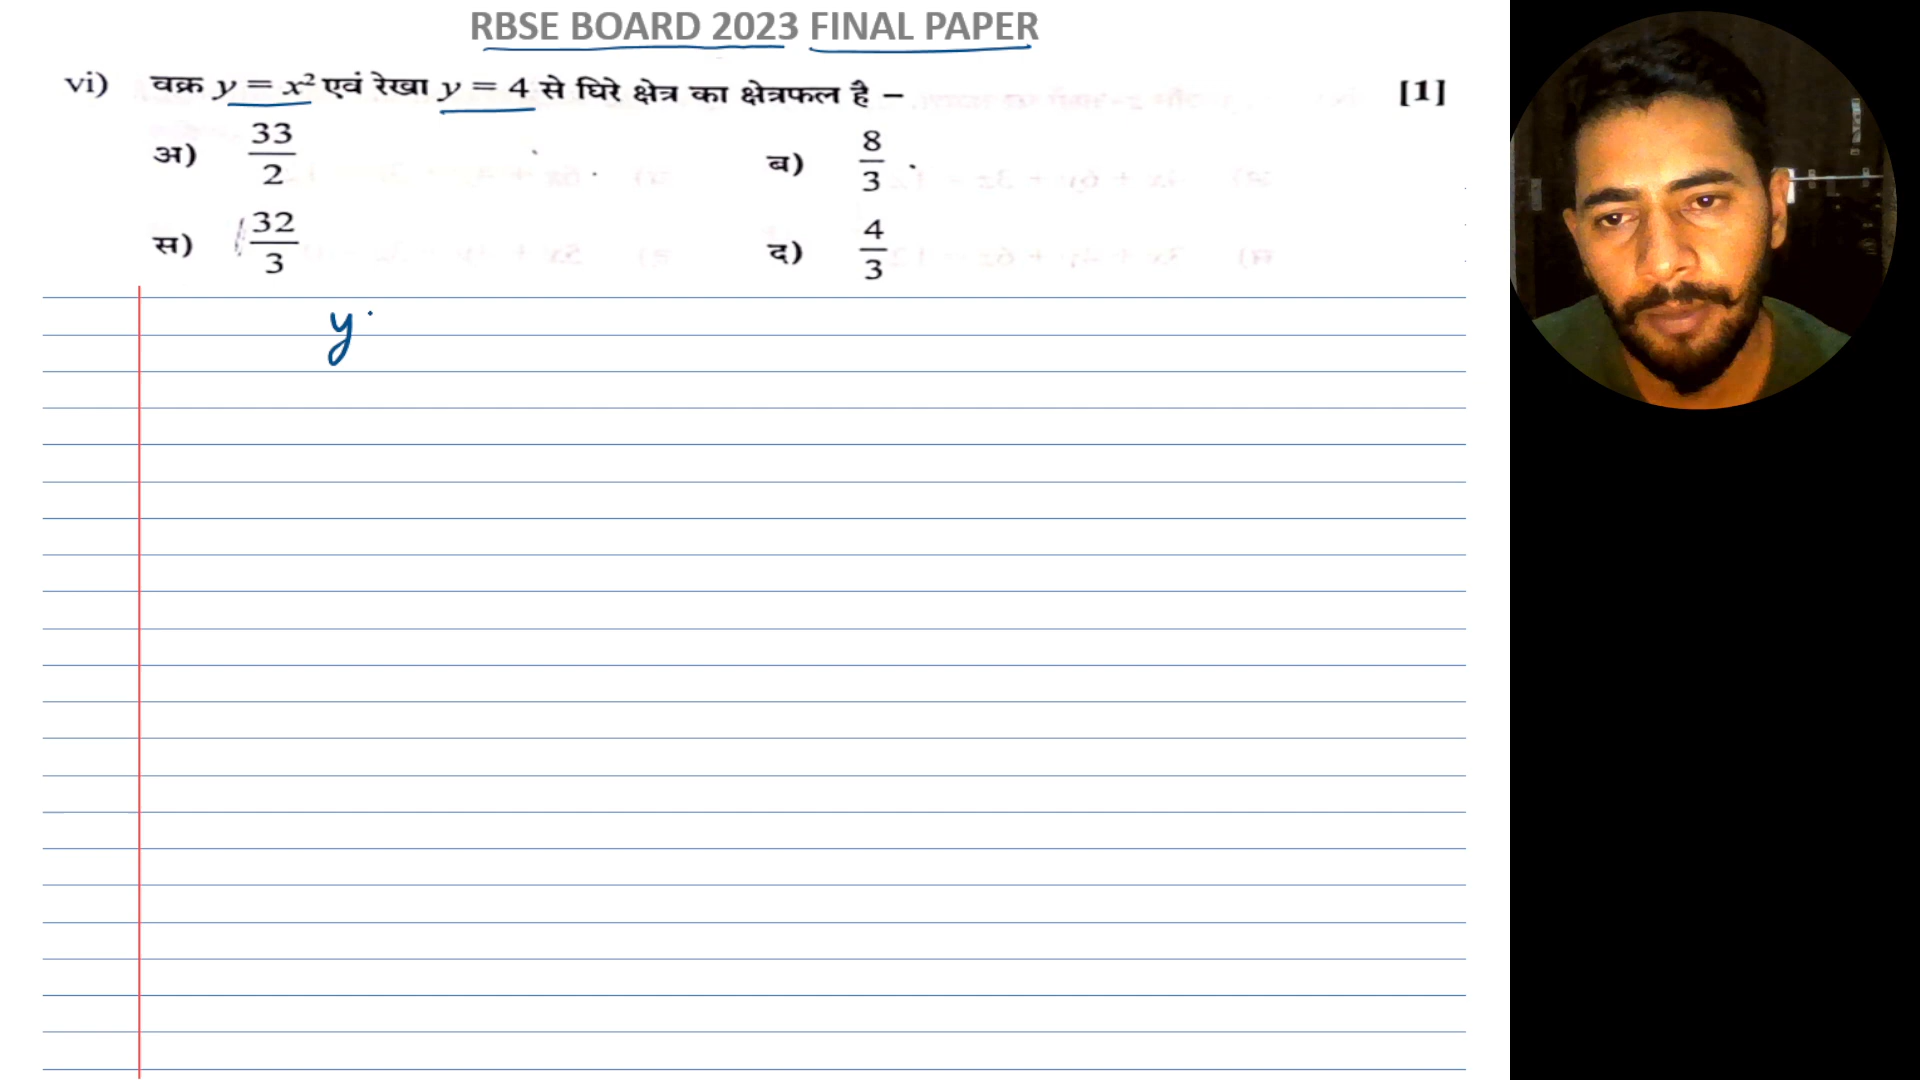 RBSE BOARD 2023 FINAL PAPER
vi) वक्र y = x² एवं रेखा y = 4 से घिरे क्षेत्र का क्षेत्रफल है – [1]
अ) 33/2 ब) 8/3
स) 32/3 द) 4/3
y